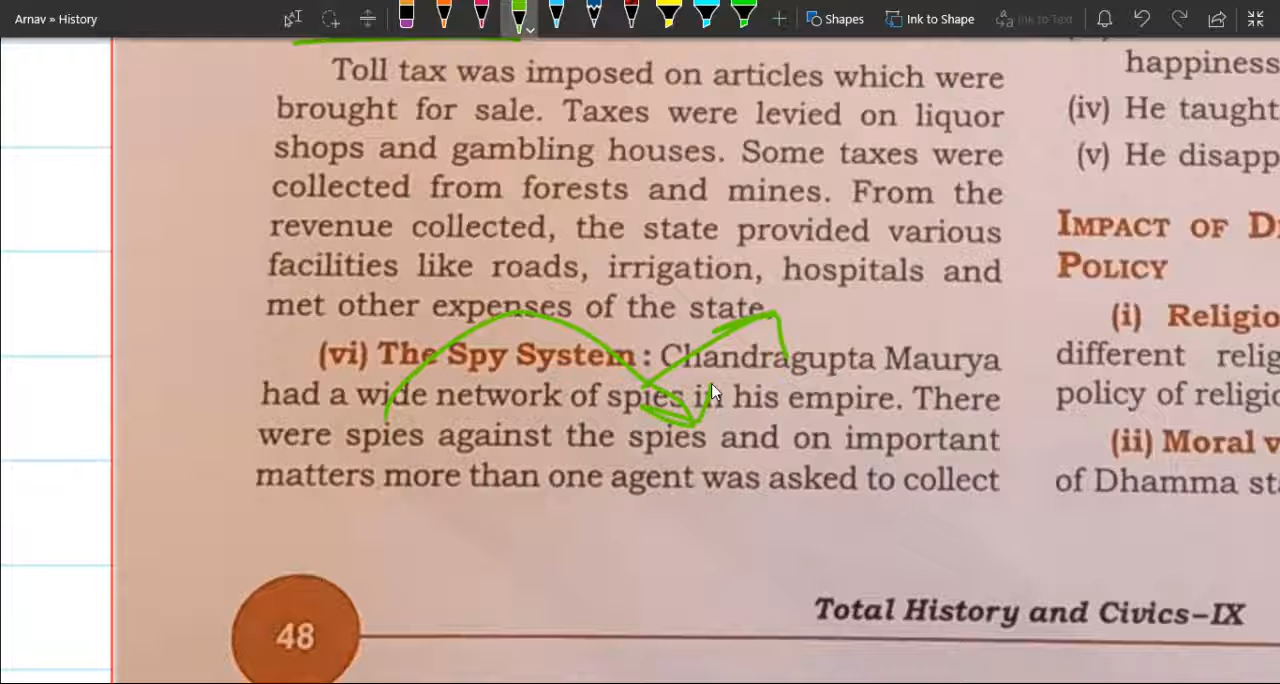 Arnav » History
Shapes
Ink to Shape
Ink to Text
Toll tax was imposed on articles which were
brought for sale. Taxes were levied on liquor
shops and gambling houses. Some taxes were
collected from forests and mines. From the
revenue collected, the state provided various
facilities like roads, irrigation, hospitals and
met other expenses of the state.
(vi) The Spy System : Chandragupta Maurya
had a wide network of spies in his empire. There
were spies against the spies and on important
matters more than one agent was asked to collect
happiness
(iv) He taught
(v) He disapp
IMPACT OF D
POLICY
(i) Religio
different relig
policy of religio
(ii) Moral v
of Dhamma sta
48
Total History and Civics–IX